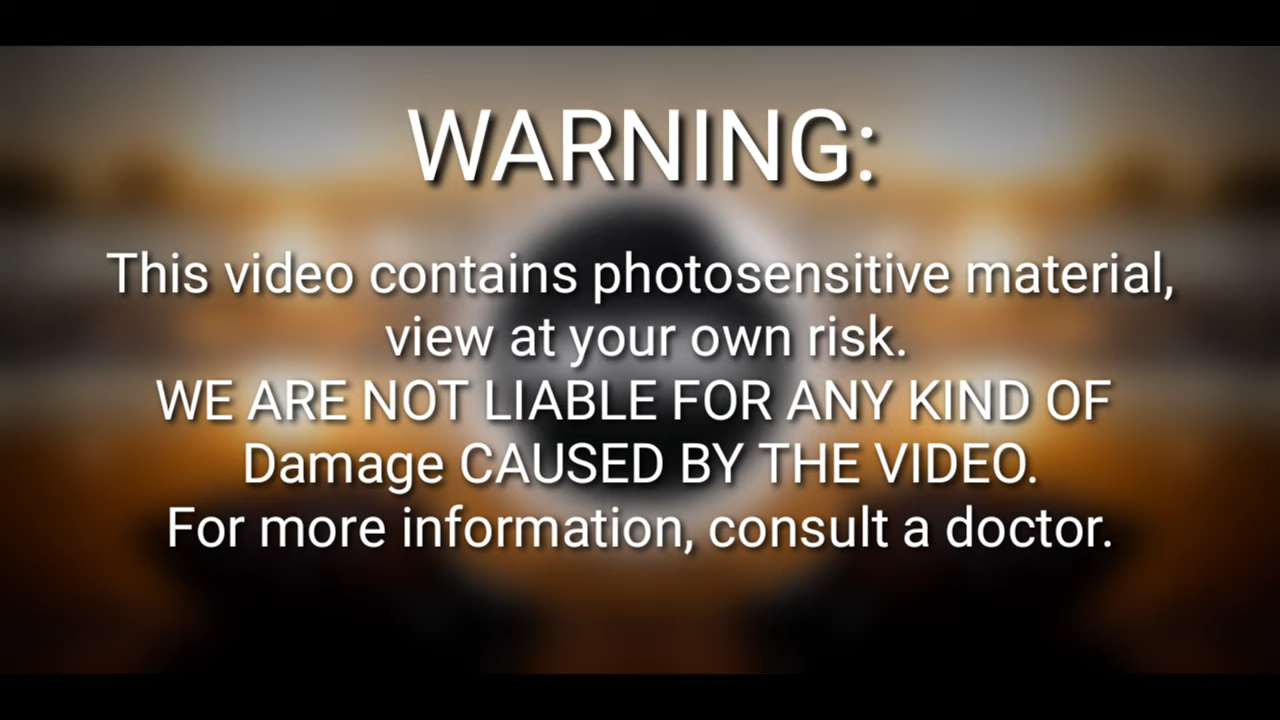 WARNING:
This video contains photosensitive material,
view at your own risk.
WE ARE NOT LIABLE FOR ANY KIND OF
Damage CAUSED BY THE VIDEO.
For more information, consult a doctor.